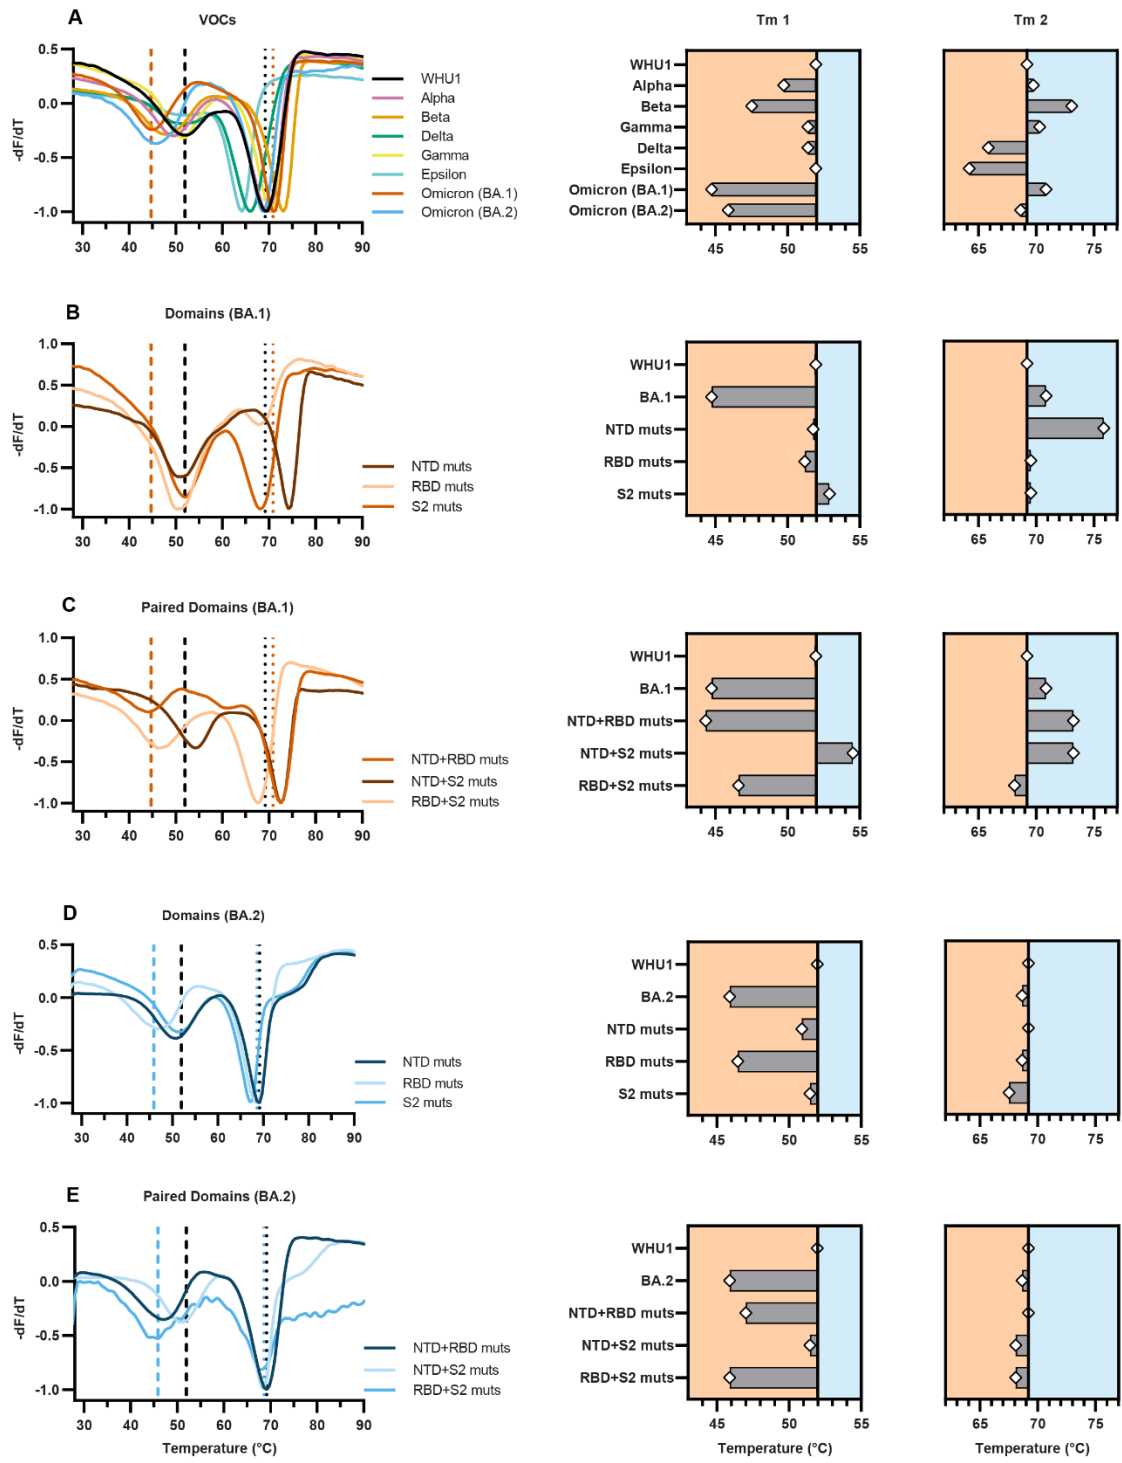 A
VOCs
Tm 1
Tm 2
0.5
0.0
-0.5
-1.0
-dF/dT
30 40 50 60 70 80 90
WHU1
Alpha
Beta
Delta
Gamma
Epsilon
Omicron (BA.1)
Omicron (BA.2)
WHU1
Alpha
Beta
Gamma
Delta
Epsilon
Omicron (BA.1)
Omicron (BA.2)
45 50 55
65 70 75
B
Domains (BA.1)
1.0
0.5
0.0
-0.5
-1.0
-dF/dT
30 40 50 60 70 80 90
NTD muts
RBD muts
S2 muts
WHU1
BA.1
NTD muts
RBD muts
S2 muts
45 50 55
65 70 75
C
Paired Domains (BA.1)
1.0
0.5
0.0
-0.5
-1.0
-dF/dT
30 40 50 60 70 80 90
NTD+RBD muts
NTD+S2 muts
RBD+S2 muts
WHU1
BA.1
NTD+RBD muts
NTD+S2 muts
RBD+S2 muts
45 50 55
65 70 75
D
Domains (BA.2)
0.5
0.0
-0.5
-1.0
-dF/dT
30 40 50 60 70 80 90
NTD muts
RBD muts
S2 muts
WHU1
BA.2
NTD muts
RBD muts
S2 muts
45 50 55
65 70 75
E
Paired Domains (BA.2)
0.5
0.0
-0.5
-1.0
-dF/dT
30 40 50 60 70 80 90
Temperature (°C)
NTD+RBD muts
NTD+S2 muts
RBD+S2 muts
WHU1
BA.2
NTD+RBD muts
NTD+S2 muts
RBD+S2 muts
45 50 55
Temperature (°C)
65 70 75
Temperature (°C)